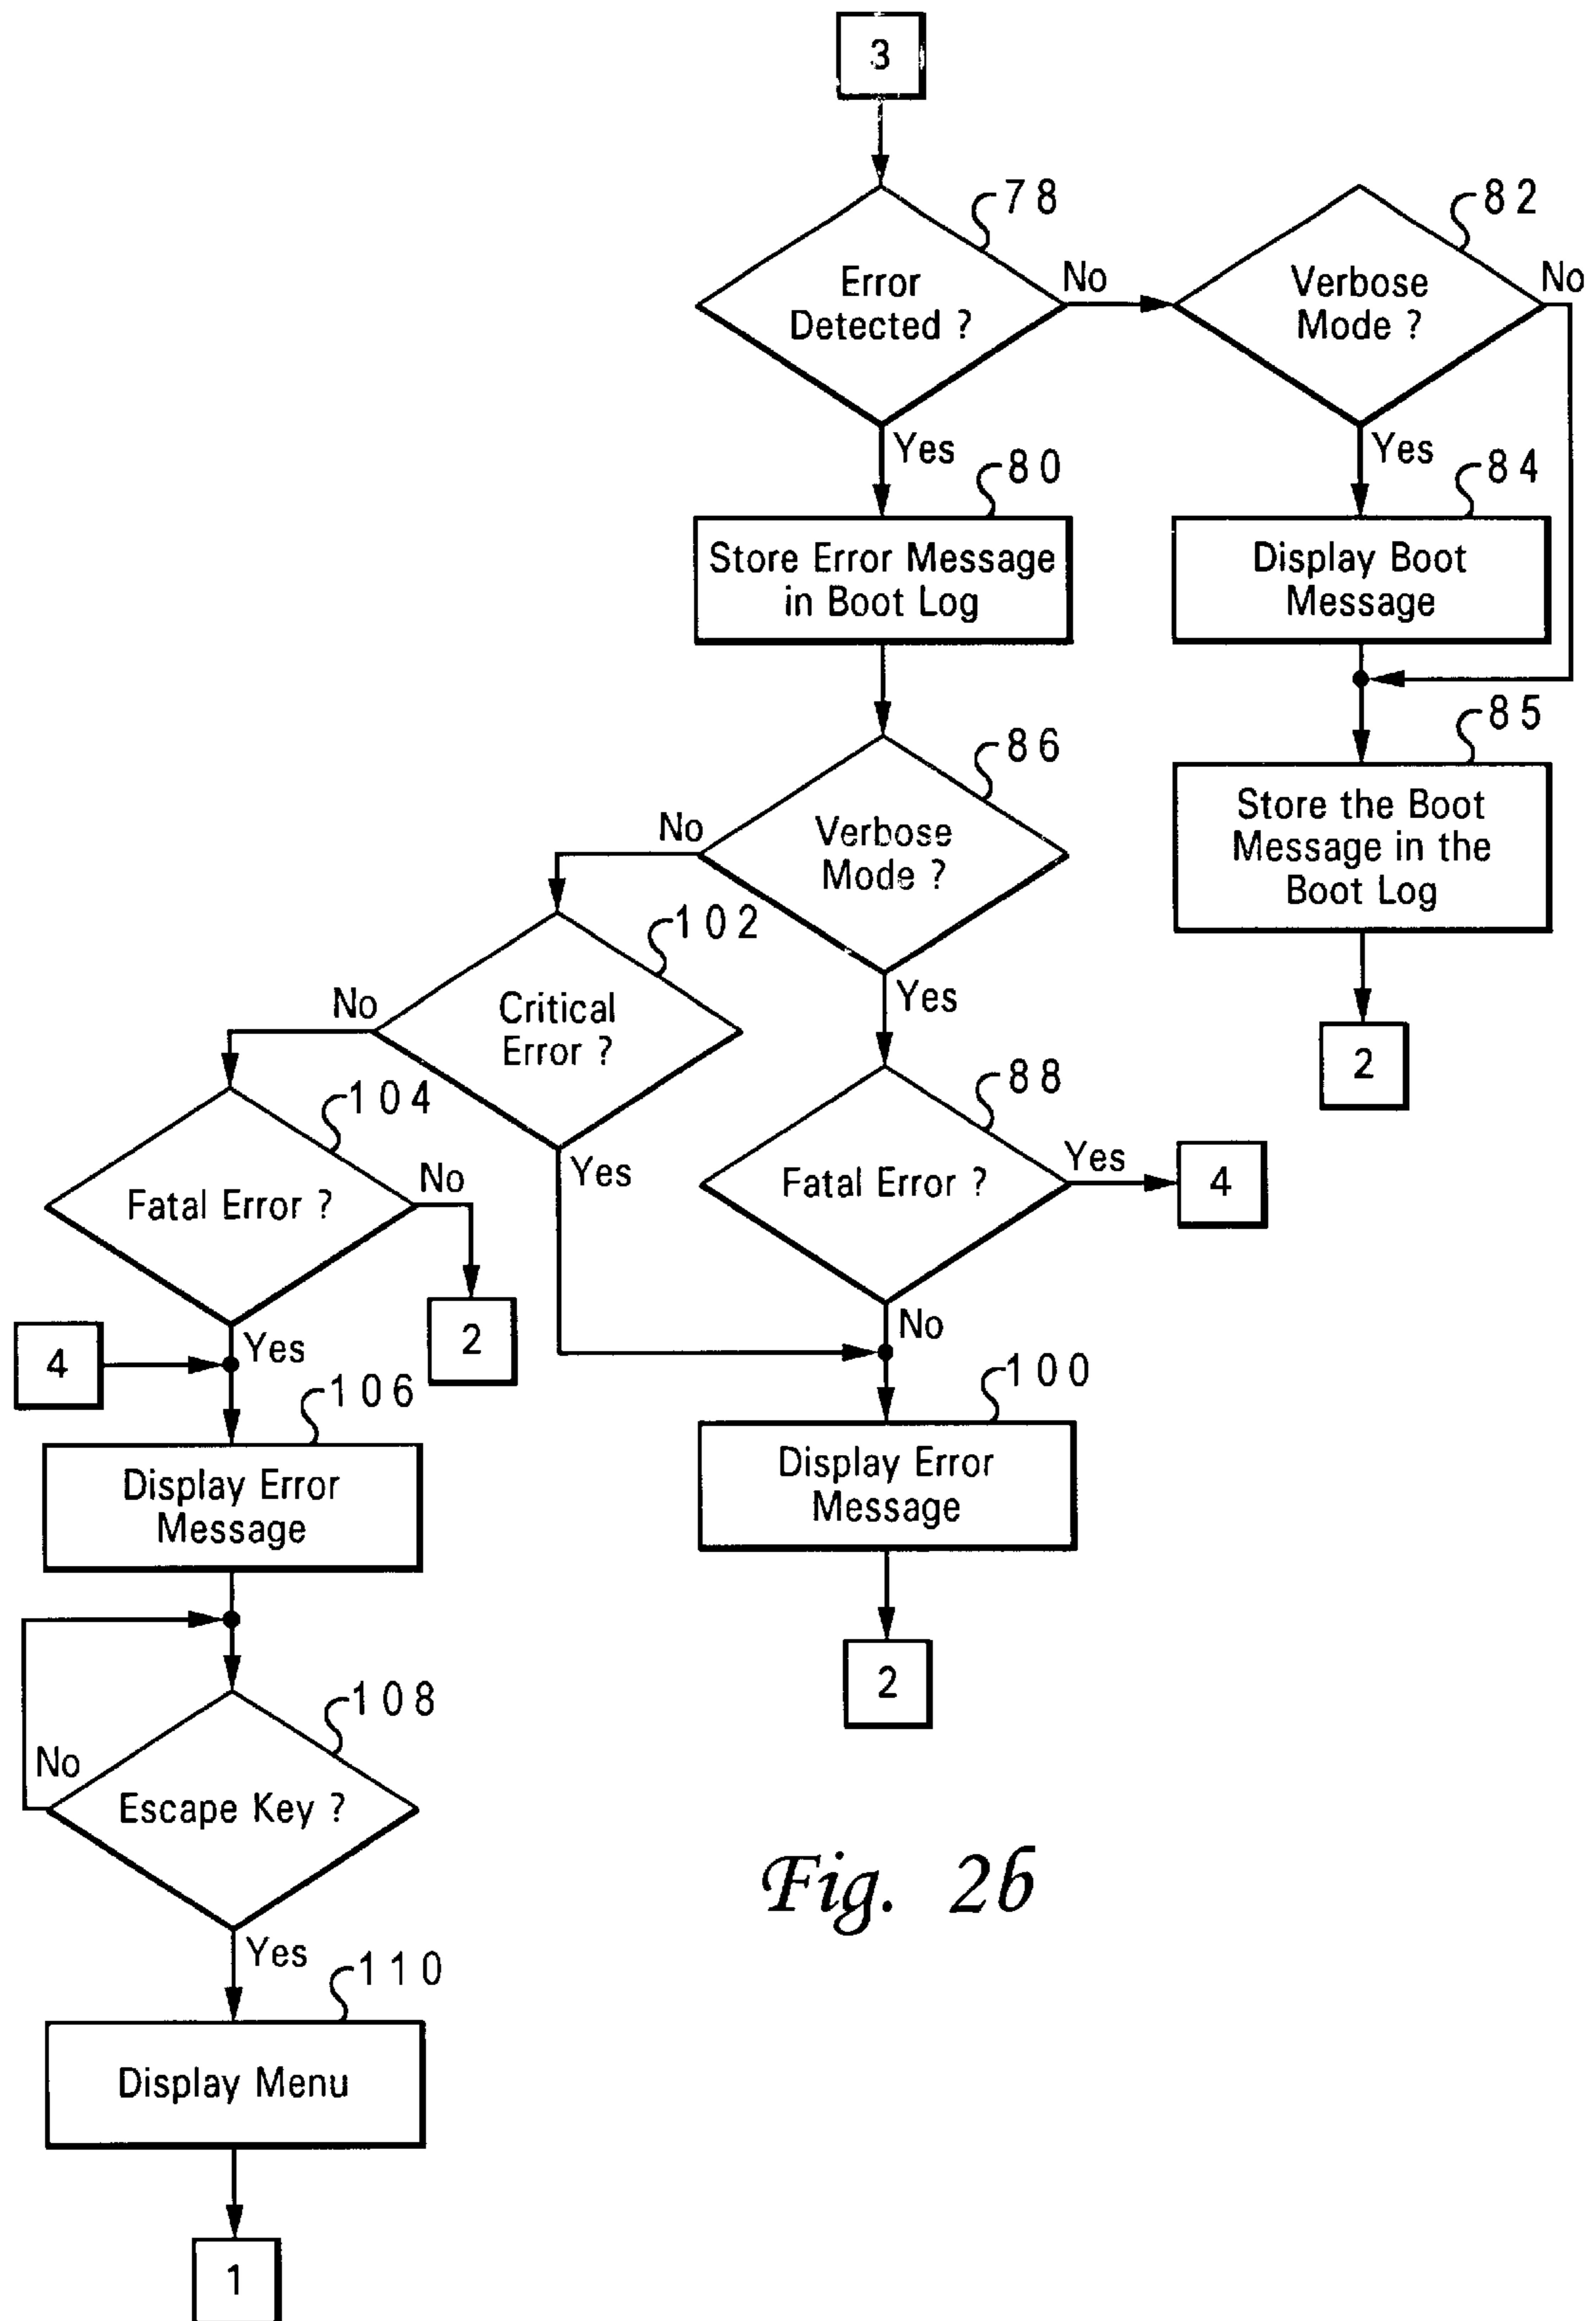 3
78
82
Error
Detected ?
No
Verbose
Mode ?
No
Yes
Yes
80
84
Store Error Message
in Boot Log
Display Boot
Message
85
86
Store the Boot
Message in the
Boot Log
No
Verbose
Mode ?
102
Yes
No
Critical
Error ?
2
88
104
Yes
Fatal Error ?
Yes
4
No
Fatal Error ?
2
4
Yes
No
100
106
Display Error
Message
Display Error
Message
2
108
No
Escape Key ?
Fig. 2b
Yes
110
Display Menu
1